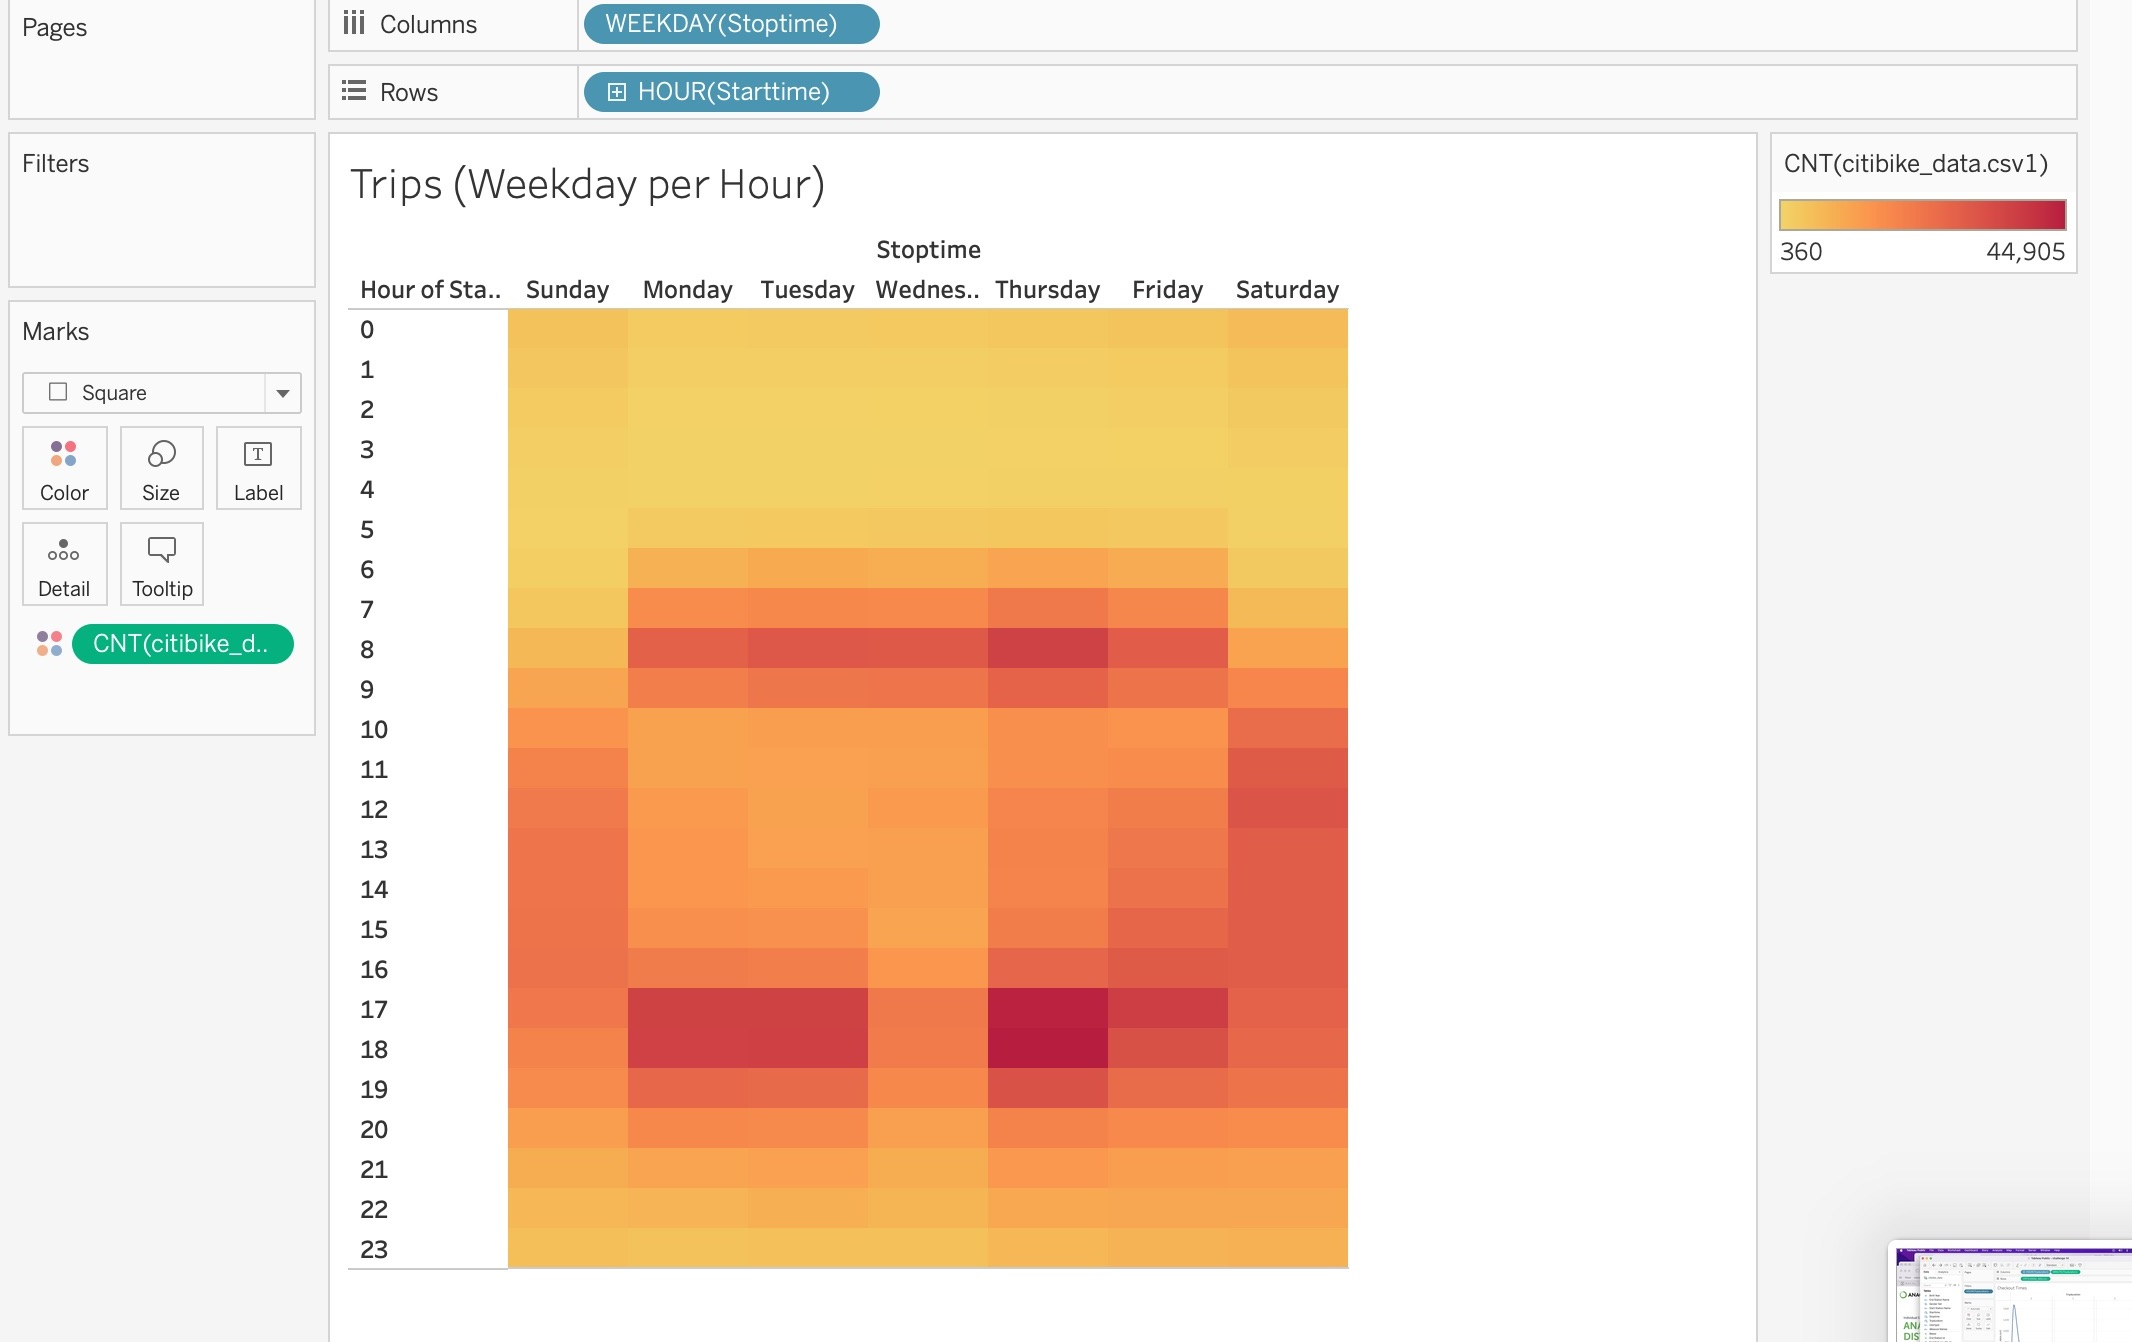 Pages
Columns
WEEKDAY(Stoptime)
Rows
HOUR(Starttime)
Filters
Marks
Square
Color
Size
T
Label
Detail
Tooltip
CNT(citibike_d..
Trips (Weekday per Hour)
Stoptime
Hour of Sta.. Sunday Monday Tuesday Wednes.. Thursday Friday Saturday
0
1
2
3
4
5
6
7
8
9
10
11
12
13
14
15
16
17
18
19
20
21
22
23
CNT(citibike_data.csv1)
360 44,905